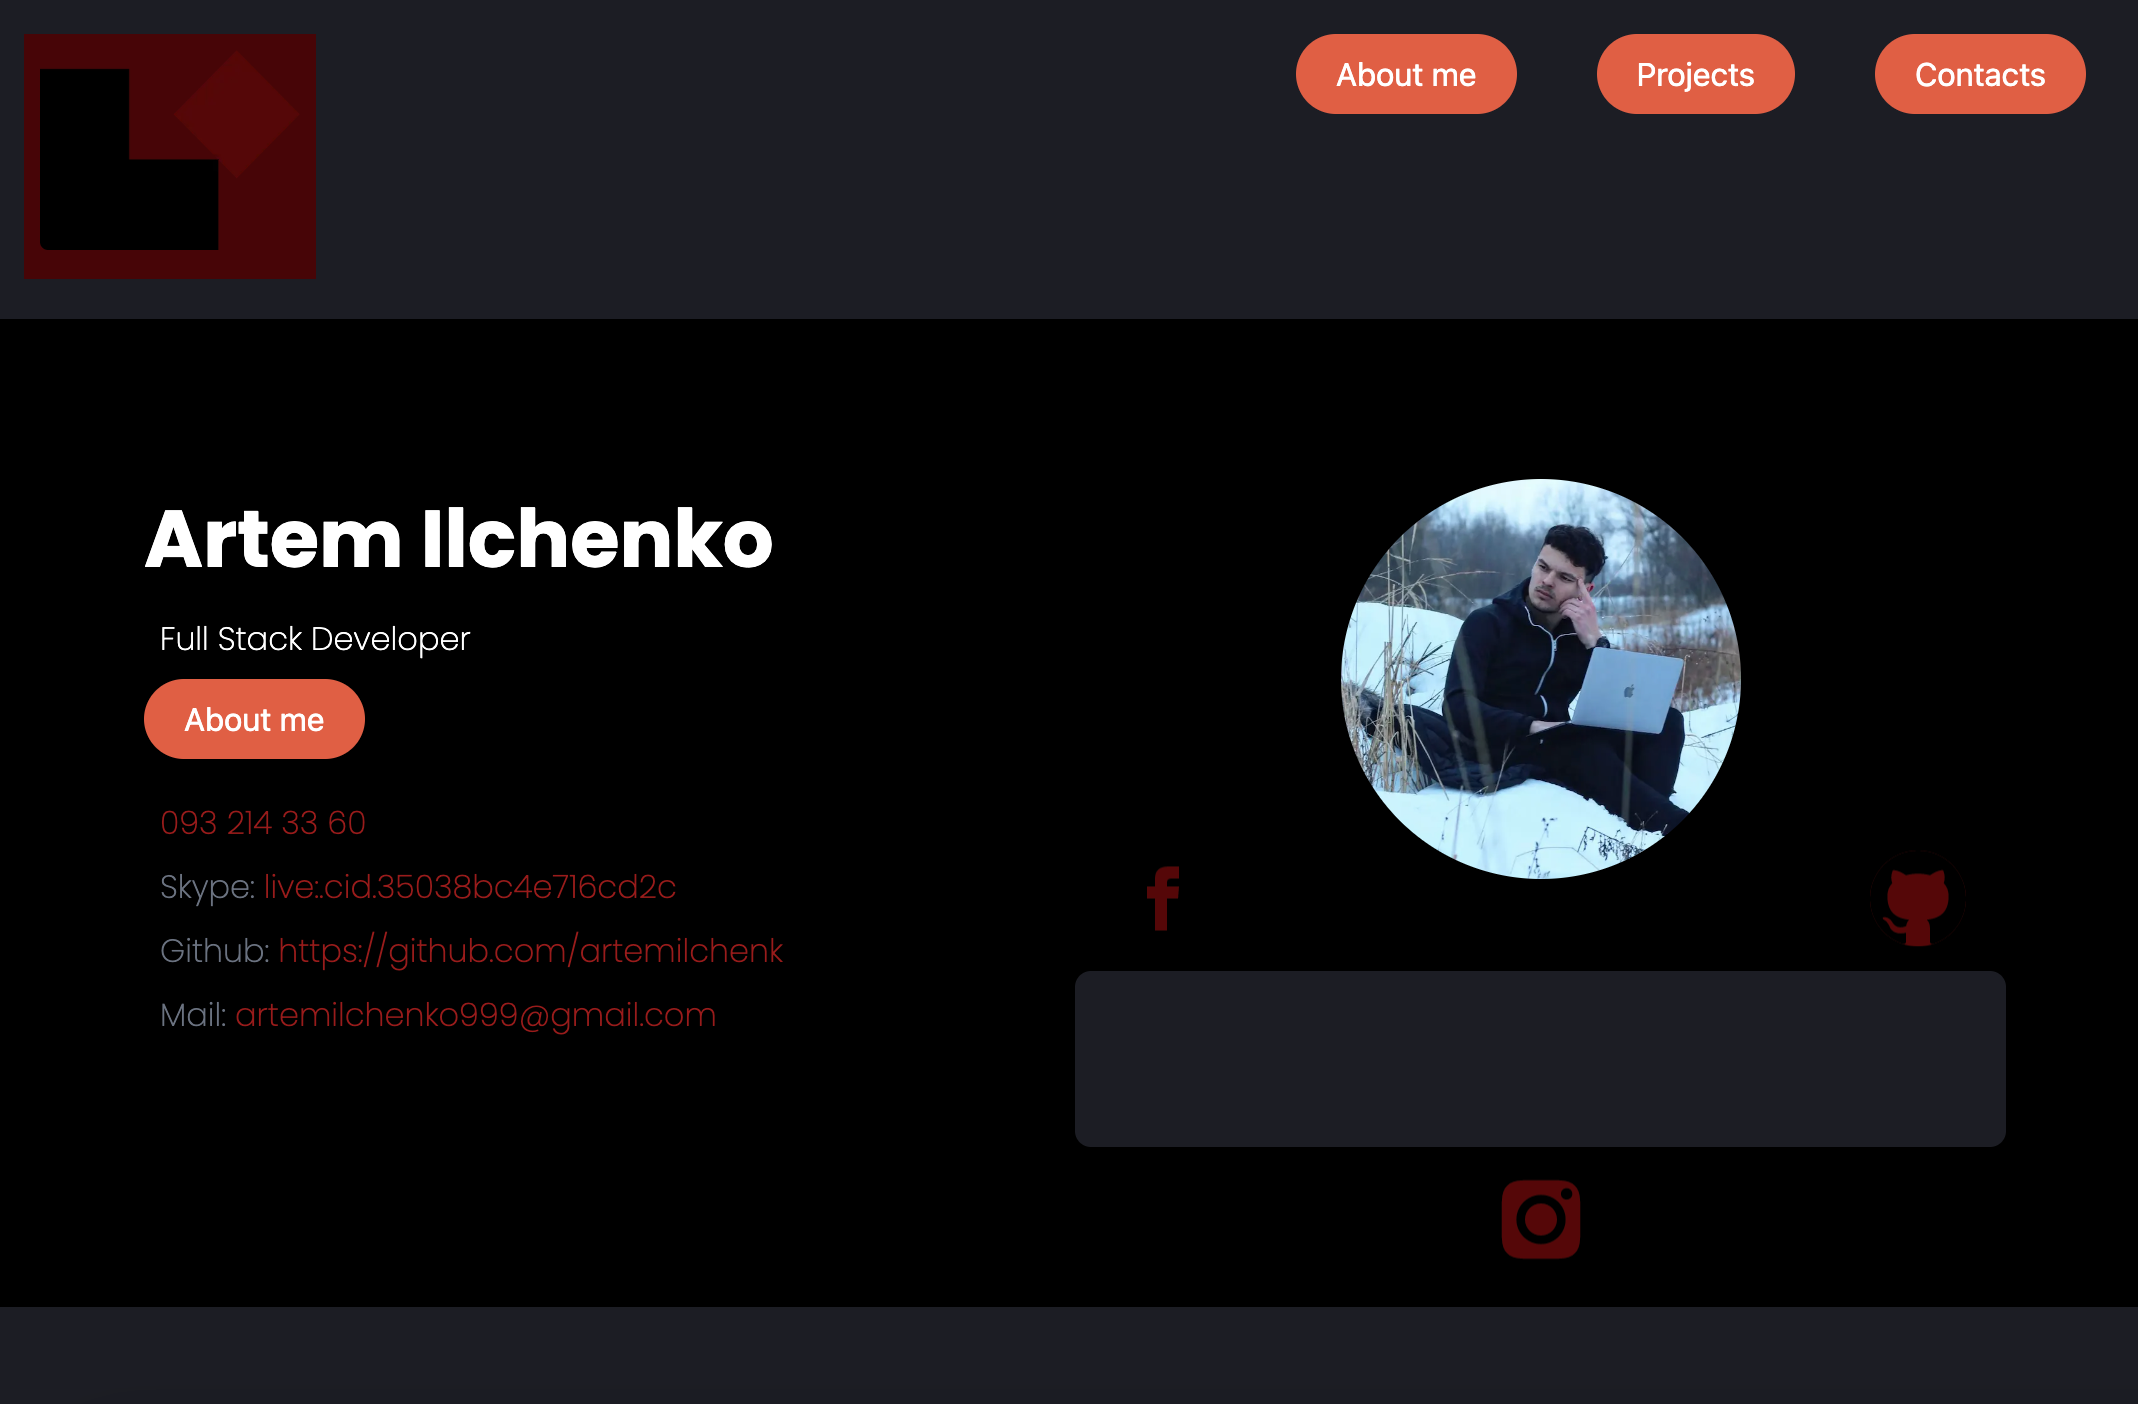 About me
Projects
Contacts
Artem Ilchenko
Full Stack Developer
About me
093 214 33 60
Skype: live:.cid.35038bc4e716cd2c
Github: https://github.com/artemilchenk
Mail: artemilchenko999@gmail.com